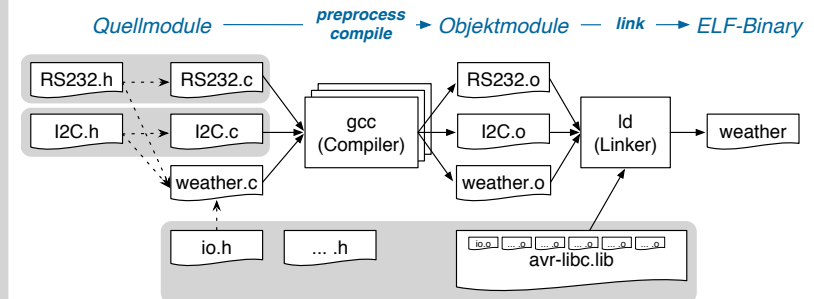 Quellmodule
preprocess
compile
Objektmodule
link
ELF-Binary
RS232.h
RS232.c
RS232.o
I2C.h
I2C.c
gcc
(Compiler)
I2C.o
ld
(Linker)
weather
weather.c
weather.o
io.h
... .h
io.o
... .o
... .o
... .o
... .o
... .o
avr-libc.lib